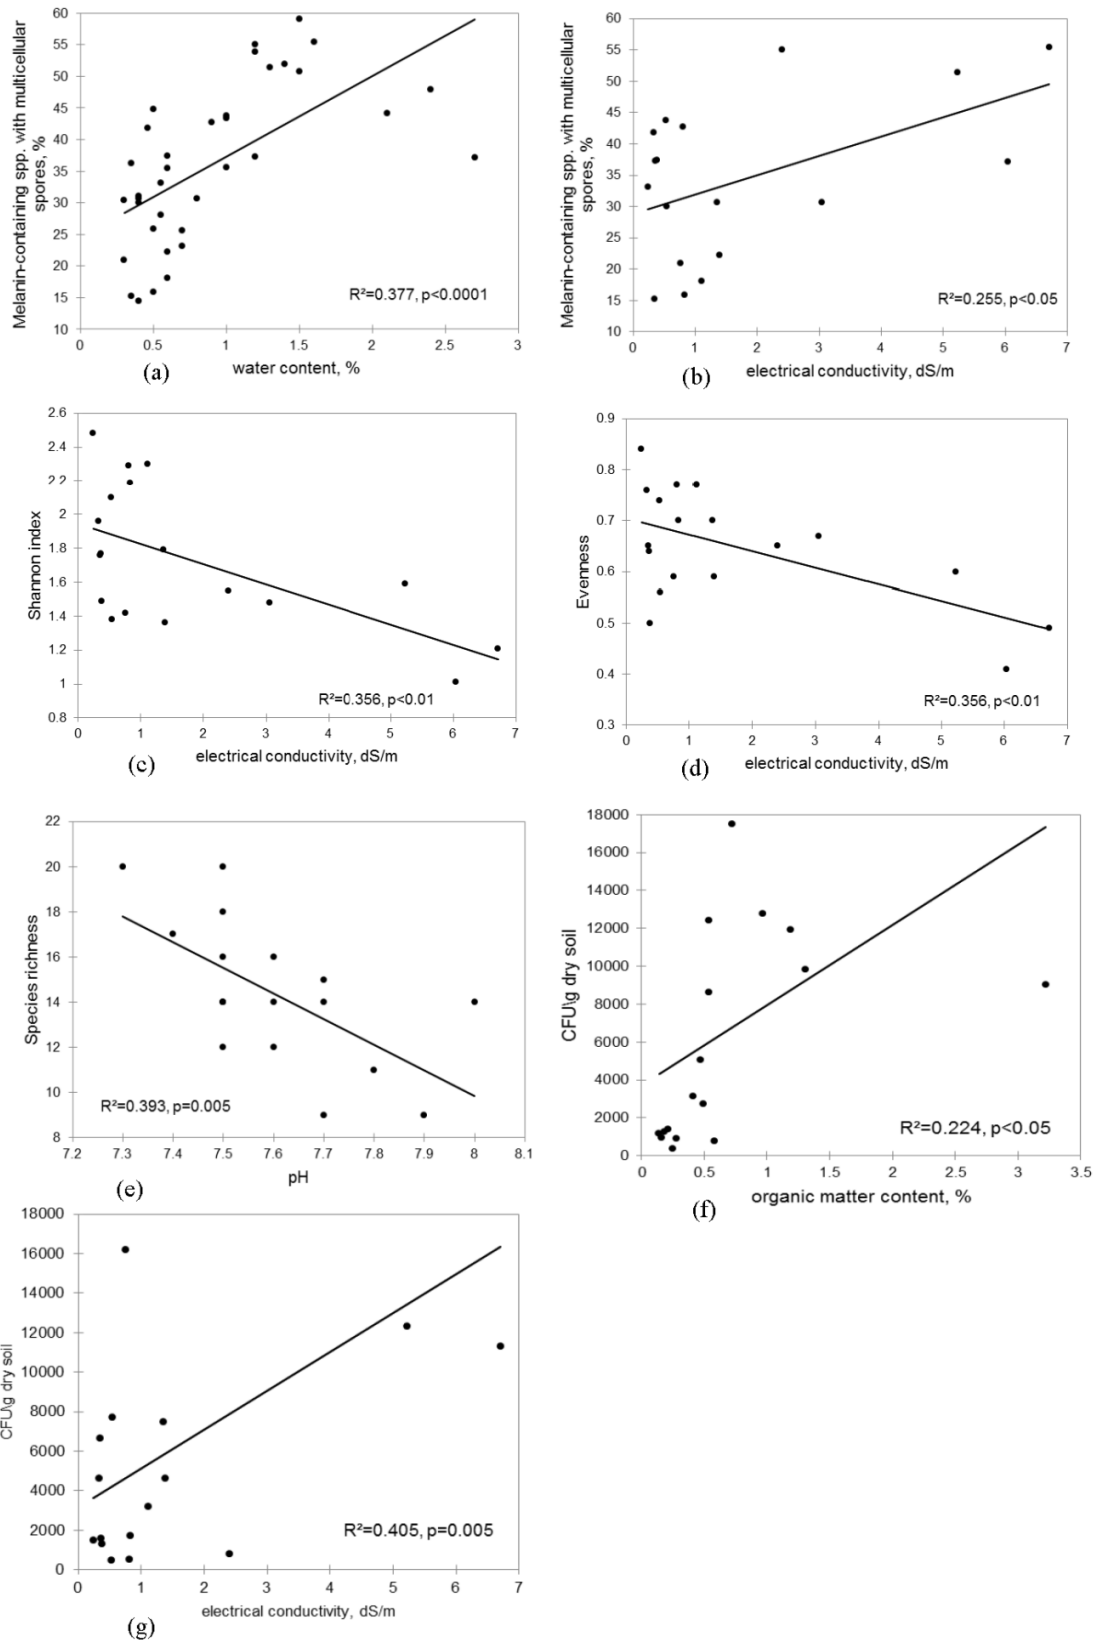 60
55
50
45
40
35
30
25
20
15
10
Melanin-containing spp. with multicellular
spores, %
R²=0.377, p<0.0001
0 0.5 1 1.5 2 2.5 3
water content, %
(a)
60
55
50
45
40
35
30
25
20
15
10
Melanin-containing spp. with multicellular
spores, %
R²=0.255, p<0.05
0 1 2 3 4 5 6 7
electrical conductivity, dS/m
(b)
2.6
2.4
2.2
2
1.8
1.6
1.4
1.2
1
0.8
Shannon index
R²=0.356, p<0.01
0 1 2 3 4 5 6 7
electrical conductivity, dS/m
(c)
0.9
0.8
0.7
0.6
0.5
0.4
0.3
Evenness
R²=0.356, p<0.01
0 1 2 3 4 5 6 7
electrical conductivity, dS/m
(d)
22
20
18
16
14
12
10
8
Species richness
R²=0.393, p=0.005
7.2 7.3 7.4 7.5 7.6 7.7 7.8 7.9 8 8.1
pH
(e)
18000
16000
14000
12000
10000
8000
6000
4000
2000
0
CFU\g dry soil
R²=0.224, p<0.05
0 0.5 1 1.5 2 2.5 3 3.5
organic matter content, %
(f)
18000
16000
14000
12000
10000
8000
6000
4000
2000
0
CFU\g dry soil
R²=0.405, p=0.005
0 1 2 3 4 5 6 7
electrical conductivity, dS/m
(g)